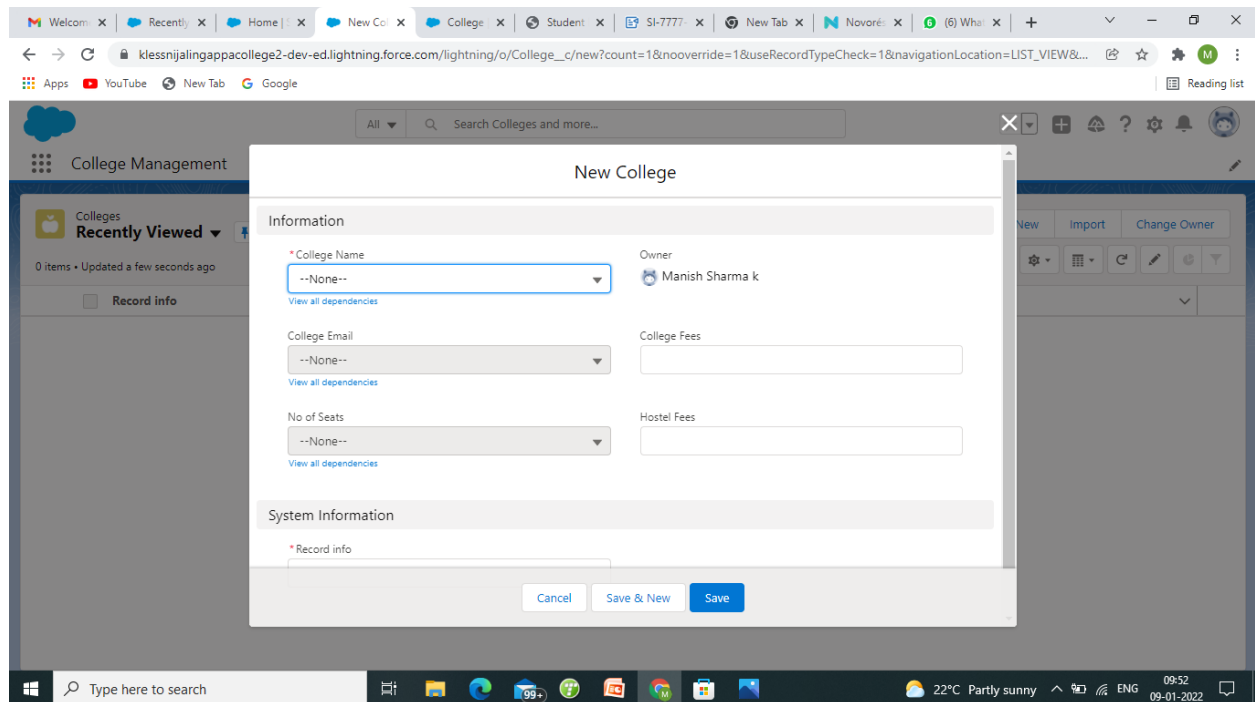 Welcom
Recently
Home | S
New Col
College
Student
SI-7777-
New Tab
Novorés
(6) What
klessnijalingappacollege2-dev-ed.lightning.force.com/lightning/o/College__c/new?count=1&nooverride=1&useRecordTypeCheck=1&navigationLocation=LIST_VIEW&...
M
Apps YouTube New Tab Google Reading list
All Search Colleges and more...
College Management
New College
Colleges
Recently Viewed
New Import Change Owner
0 items • Updated a few seconds ago
Record info
Information
*College Name Owner
--None-- Manish Sharma k
View all dependencies
College Email College Fees
--None--
View all dependencies
No of Seats Hostel Fees
--None--
View all dependencies
System Information
*Record info
Cancel Save & New Save
Type here to search 99+ 22°C Partly sunny ENG 09:52
09-01-2022